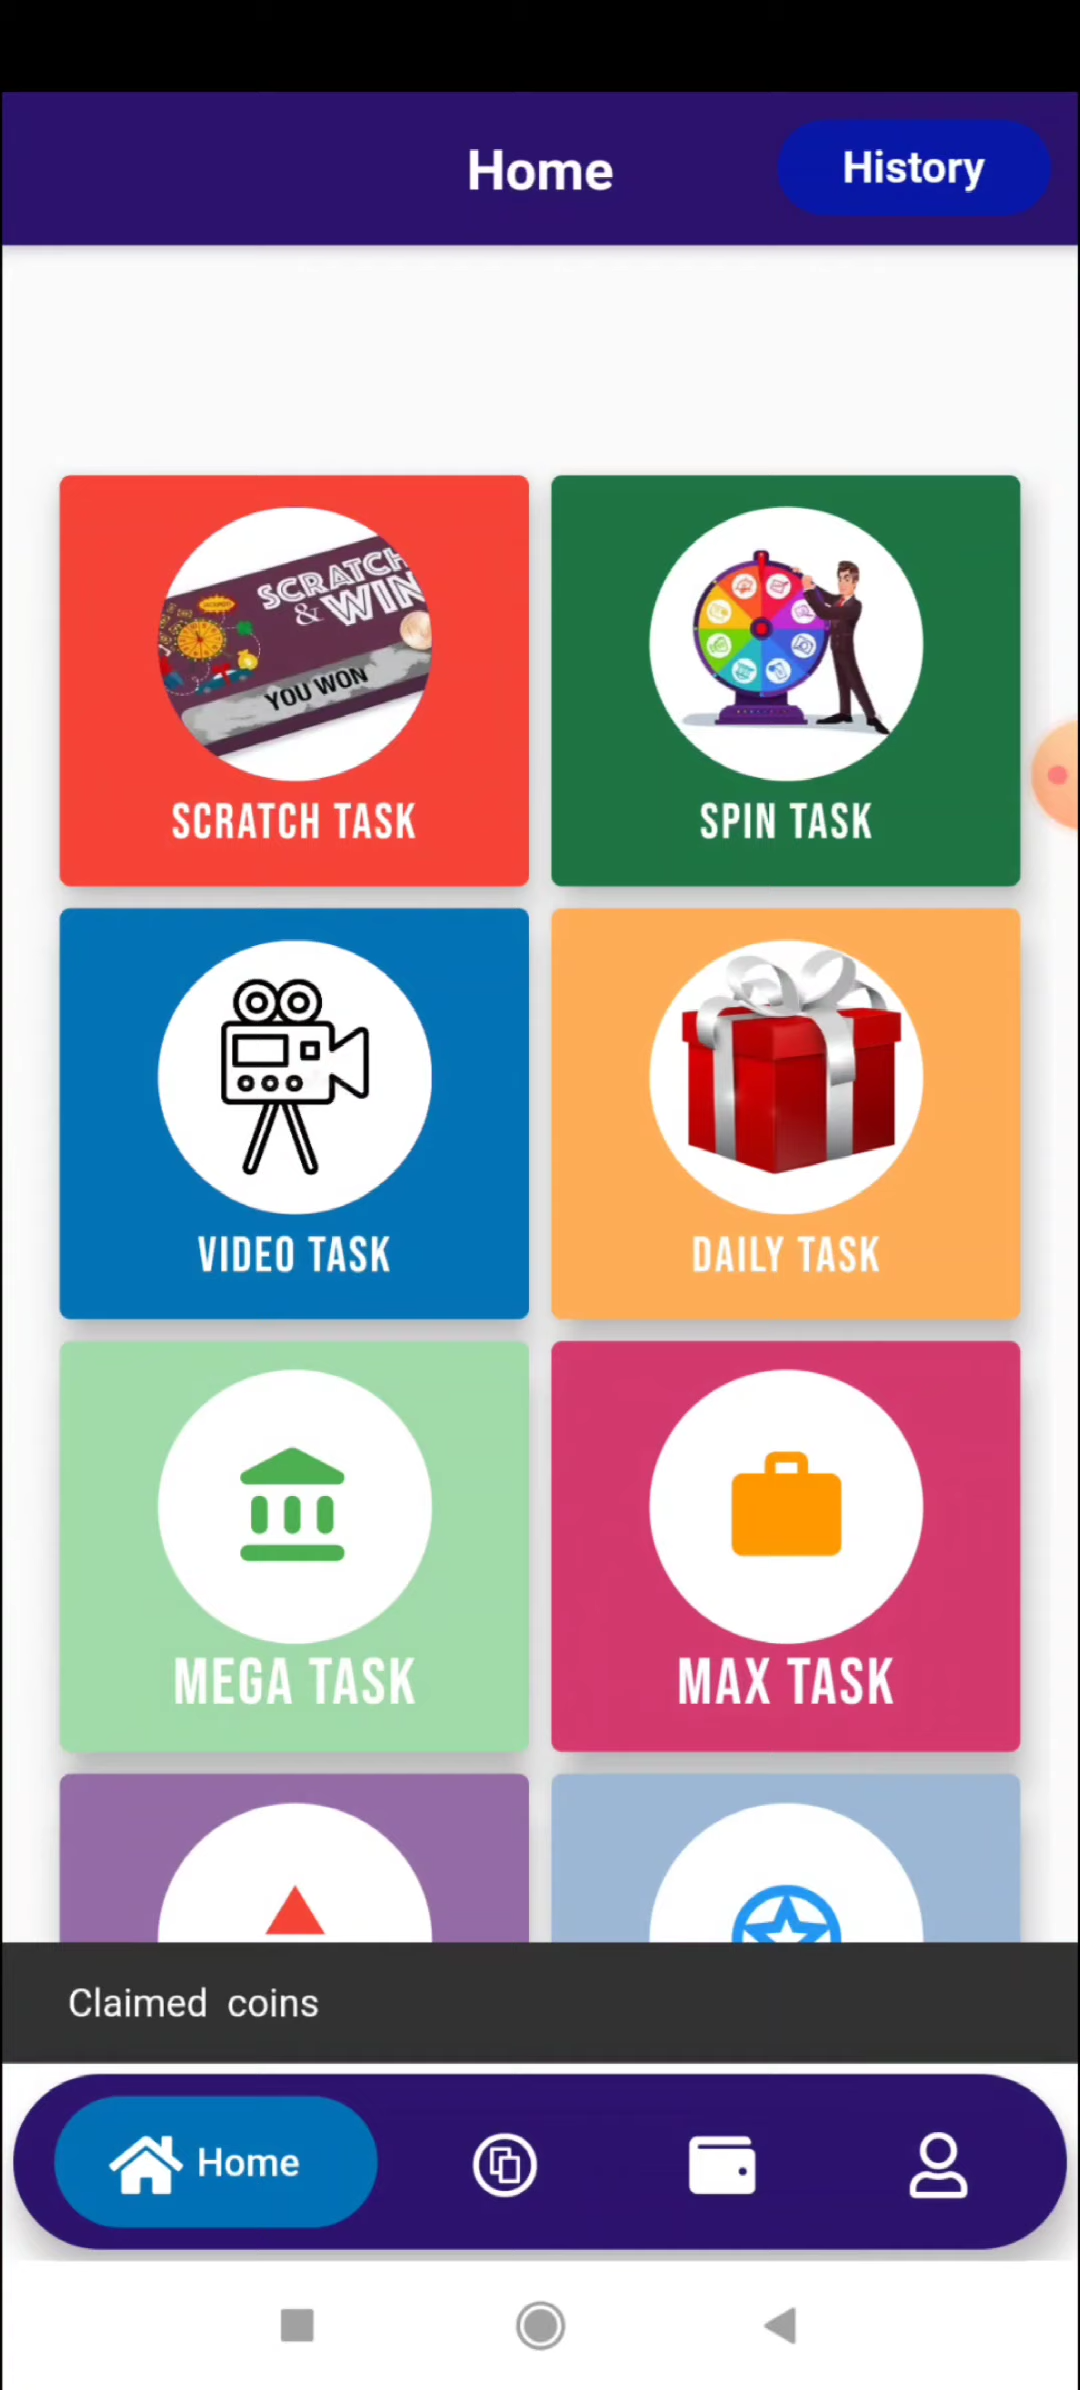 Home
History
SCRATCH
& WIN
YOU WON
SCRATCH TASK
SPIN TASK
VIDEO TASK
DAILY TASK
MEGA TASK
MAX TASK
Claimed coins
Home